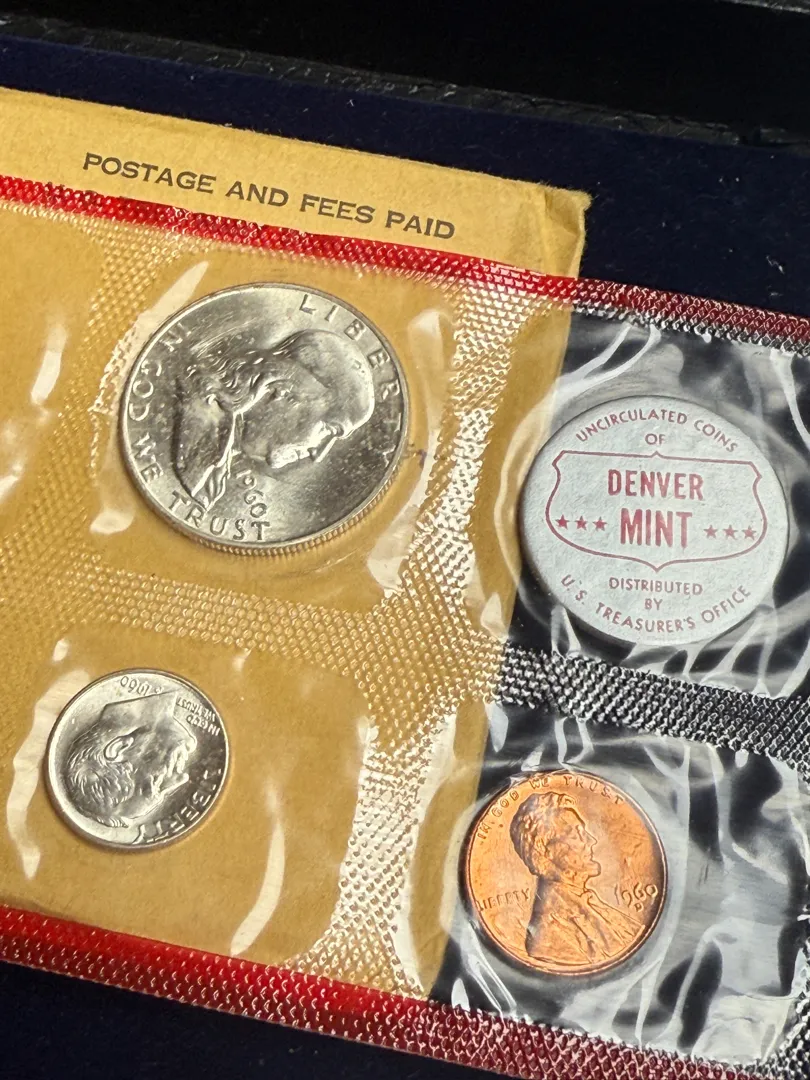 POSTAGE AND FEES PAID
LIBERTY
IN GOD
WE TRUST
1960
UNCIRCULATED COINS
OF
DENVER
MINT
DISTRIBUTED
BY
U.S. TREASURER'S OFFICE
1960
IN GOD
WE TRUST
LIBERTY
IN GOD WE TRUST
LIBERTY
1960
D